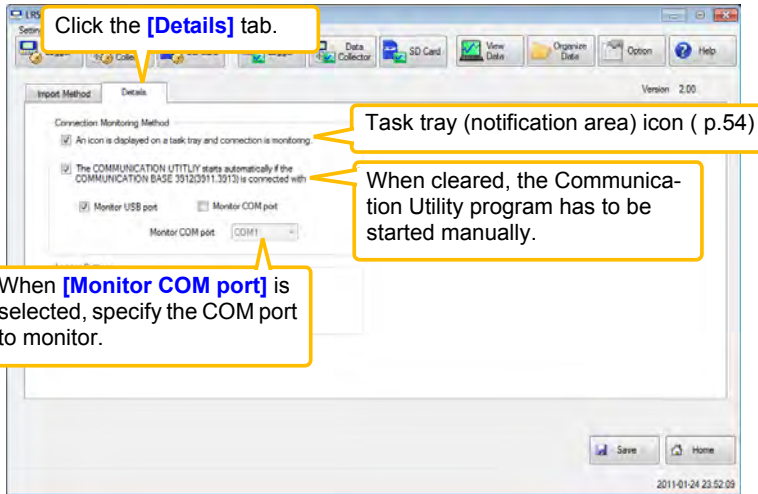 LR5
Click the [Details] tab.
Data Collector
SD Card
View Data
Organize Data
Option
Help
Import Method
Details
Version 2.00
Connection Monitoring Method
An icon is displayed on a task tray and connection is monitoring.
Task tray (notification area) icon ( p.54)
The COMMUNICATION UTITLIY starts automatically if the
COMMUNICATION BASE 3912(3911.3913) is connected with
When cleared, the Communica-
tion Utility program has to be
started manually.
Monitor USB port
Monitor COM port
Monitor COM port
COM1
When [Monitor COM port] is
selected, specify the COM port
to monitor.
Save
Home
2011-01-24 23:52:09